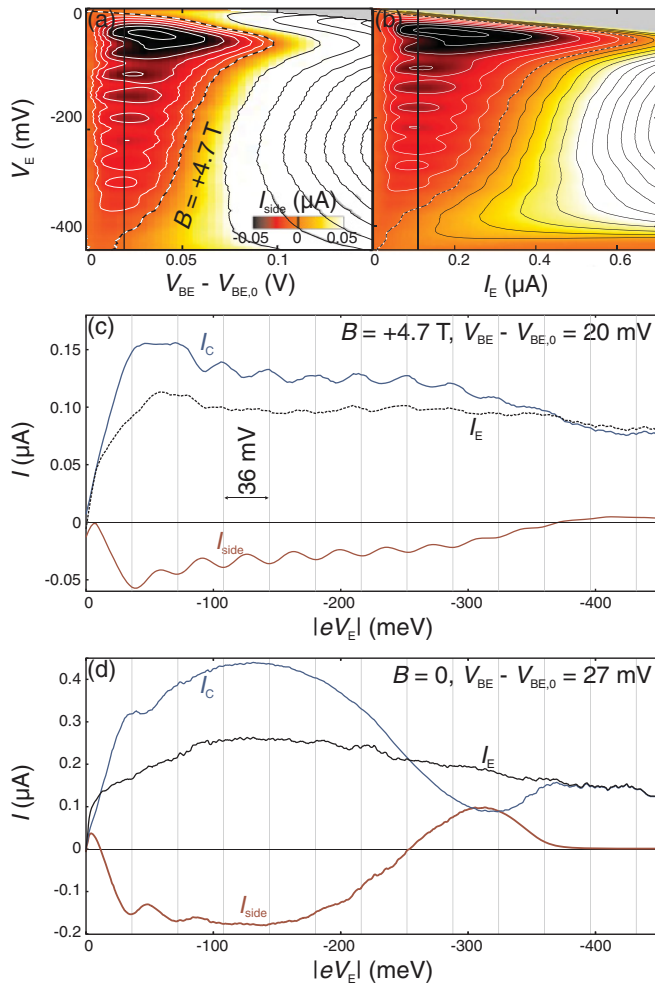 (a)
(b)
0
-200
-400
V_E (mV)
B = +4.7 T
I_side (µA)
-0.05 0 0.05
0 0.05 0.1
0 0.2 0.4 0.6
V_BE - V_BE,0 (V)
I_E (µA)
(c)
B = +4.7 T, V_BE - V_BE,0 = 20 mV
I_C
I_E
36 mV
I_side
0.15
0.10
0.05
0
-0.05
I (µA)
0 -100 -200 -300 -400
|eV_E| (meV)
(d)
B = 0, V_BE - V_BE,0 = 27 mV
I_C
I_E
I_side
0.4
0.2
0.1
0
-0.1
-0.2
I (µA)
0 -100 -200 -300 -400
|eV_E| (meV)